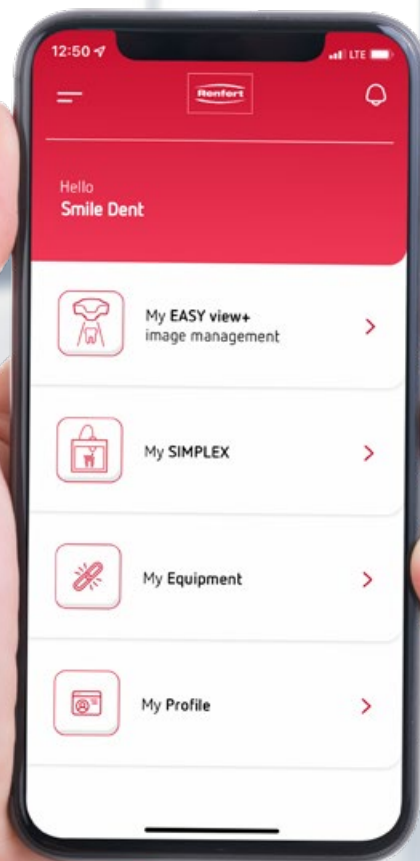 12:50
LTE
Renfert
Hello
Smile Dent
My EASY view+
image management
My SIMPLEX
My Equipment
My Profile